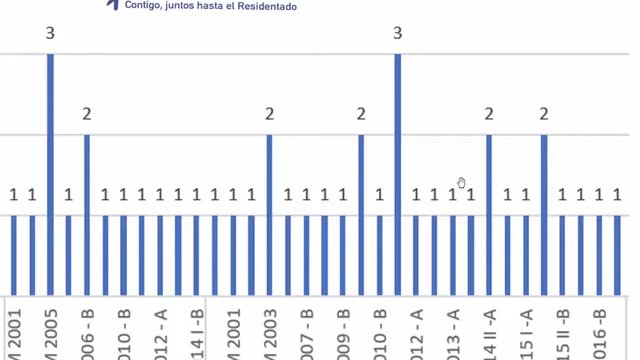 Contigo, juntos hasta el Residentado
3 3
2 2 2 2 2
1 1 1 1 1 1 1 1 1 1 1 1 1 1 1 1 1 1 1 1 1 1 1 1 1 1 1
M 2001
M 2005
006 - B
010 - B
012 - A
14 I -B
M 2001
M 2003
007 - B
009 - B
010 - B
012 - A
013 - A
14 II -A
15 I -A
15 II -B
2016 -B